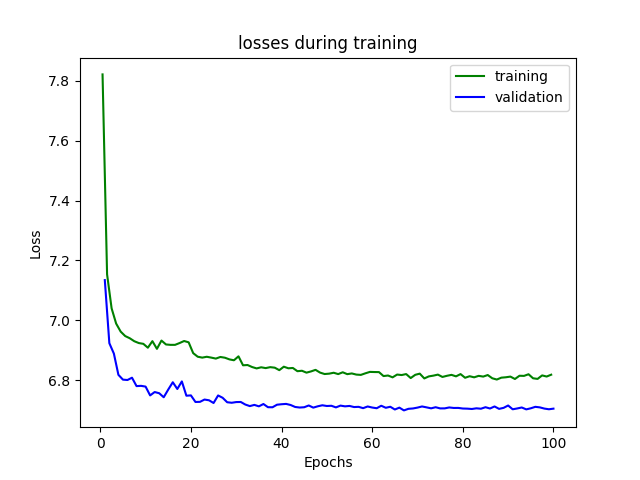 losses during training
training
validation
7.8
7.6
7.4
7.2
7.0
6.8
Loss
0 20 40 60 80 100
Epochs